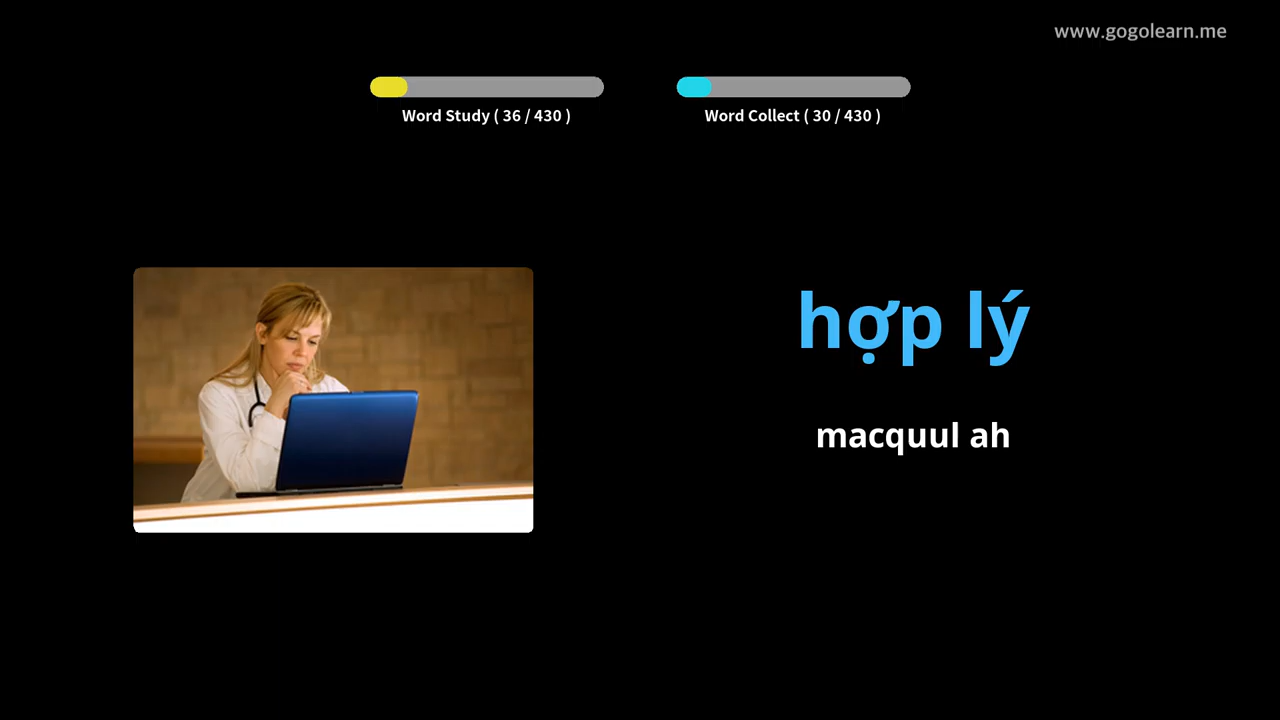 www.gogolearn.me
Word Study ( 36 / 430 )
Word Collect ( 30 / 430 )
hợp lý
macquul ah